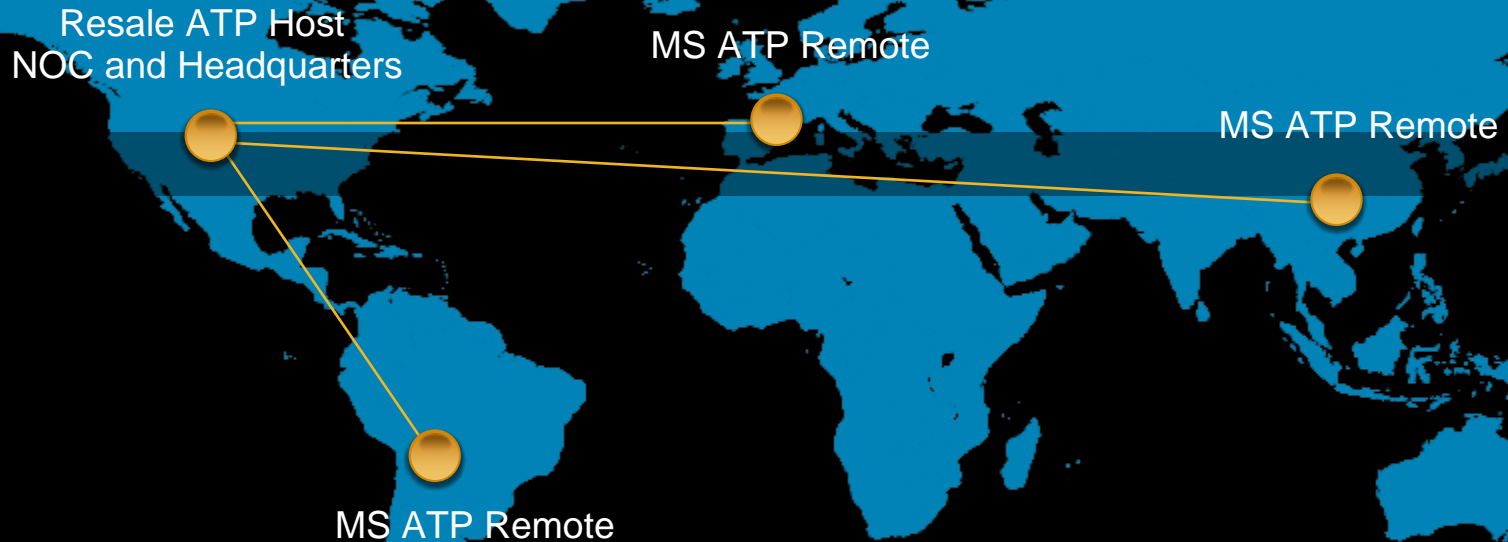 Resale ATP Host
NOC and Headquarters
MS ATP Remote
MS ATP Remote
MS ATP Remote